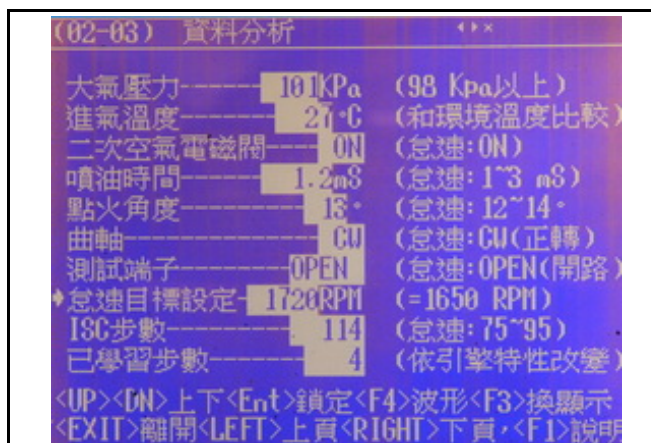 (02-03) 資料分析
大氣壓力------ 101KPa (98 Kpa以上)
進氣溫度------- 27°C (和環境溫度比較)
二次空氣電磁閥--- ON (怠速:ON)
噴油時間------ 1.2mS (怠速:1~3 mS)
點火角度-------- 13° (怠速:12~14°
曲軸---------- CW (怠速:CW(正轉)
測試端子------OPEN (怠速:OPEN(開路)
怠速目標設定- 1720RPM (=1650 RPM)
ISC步數------- 114 (怠速:75~95)
已學習步數------ 4 (依引擎特性改變)
<UP><DN>上下<Ent>鎖定<F4>波形<F3>換顯示
<EXIT>離開<LEFT>上頁<RIGHT>下頁,<F1>說明